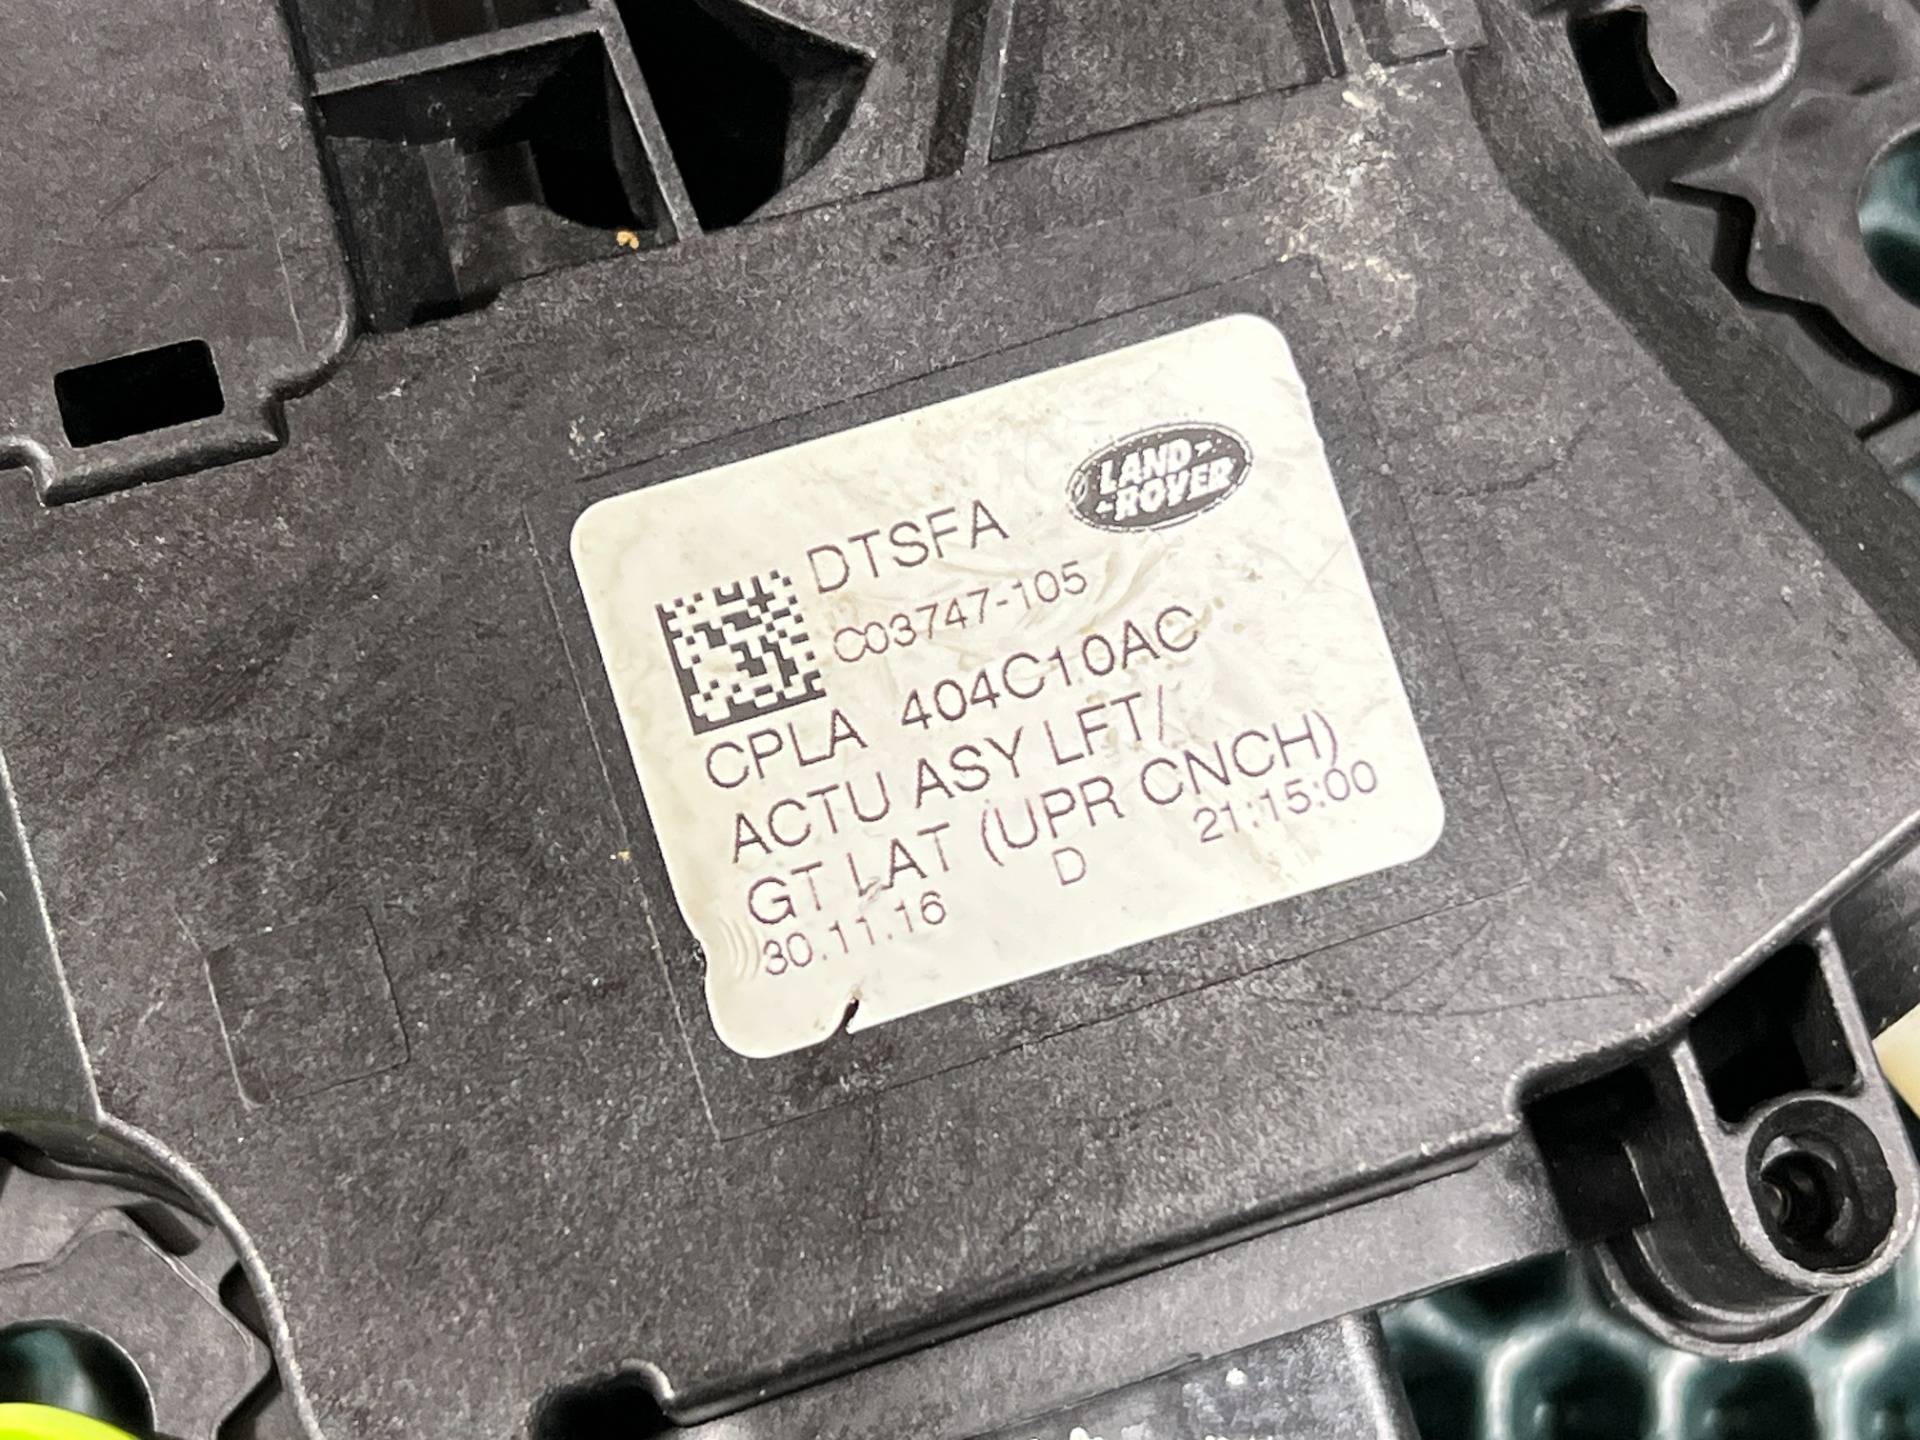 LAND
ROVER
DTSFA
C03747-105
CPLA 404C10AC
ACTU ASY LFT/
GT LAT (UPR CNCH)
30.11.16 D 21:15:00